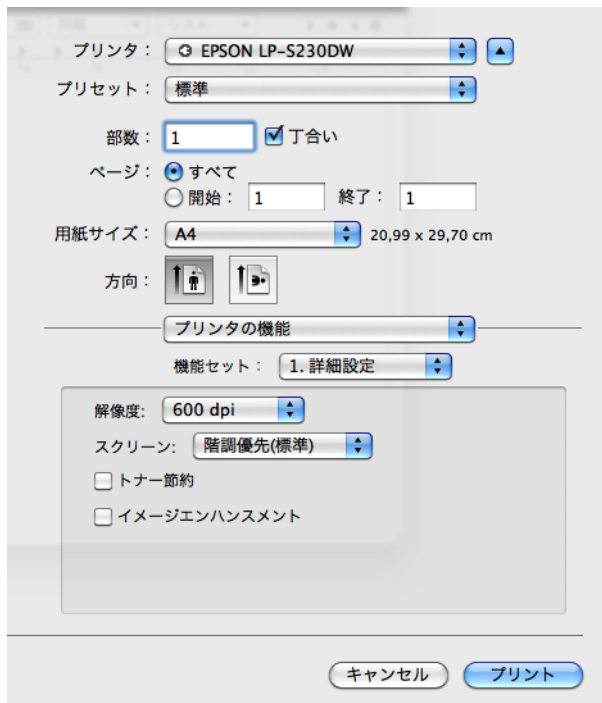 プリンタ： EPSON LP-S230DW
プリセット： 標準
部数： 1 丁合い
ページ： すべて
開始： 1 終了： 1
用紙サイズ： A4 20,99 x 29,70 cm
方向：
プリンタの機能
機能セット： 1. 詳細設定
解像度: 600 dpi
スクリーン: 階調優先(標準)
トナー節約
イメージエンハンスメント
キャンセル プリント